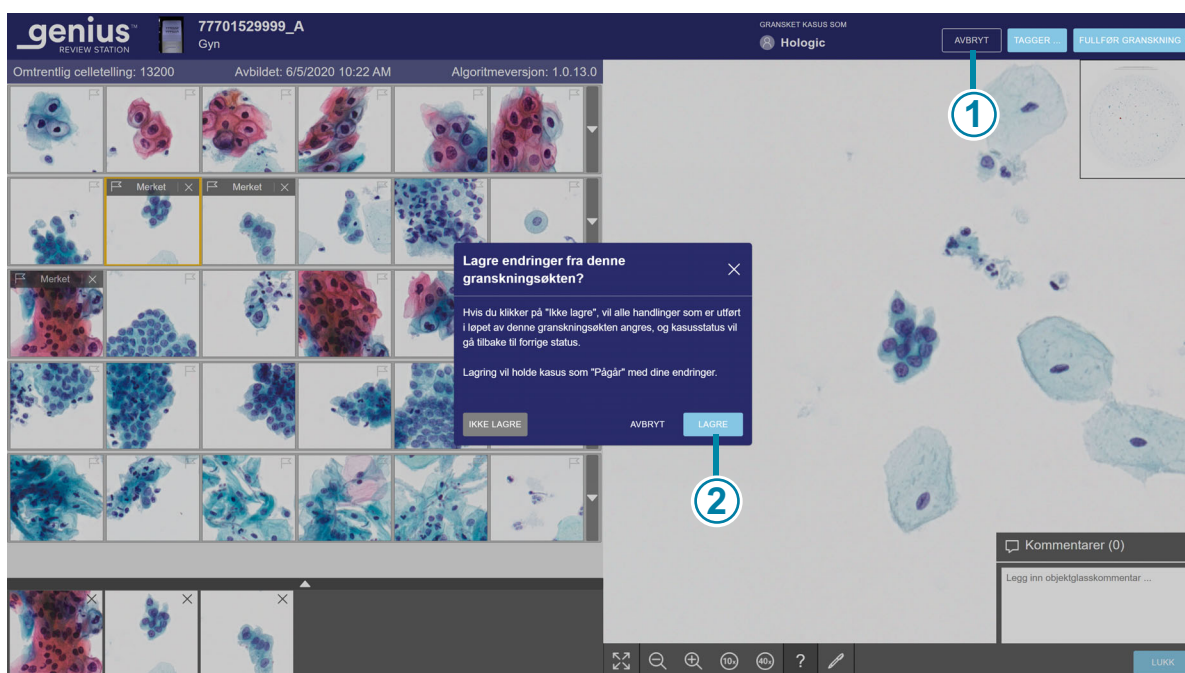 genius™
REVIEW STATION
77701529999_A
Gyn
GRANSKET KASUS SOM
Hologic
AVBRYT
TAGGER ...
FULLFØR GRANSKNING
Omtrentlig celletelling: 13200
Avbildet: 6/5/2020 10:22 AM
Algoritmeversjon: 1.0.13.0
1
Merket
Merket
Merket
Lagre endringer fra denne
granskningsøkten?
Hvis du klikker på "Ikke lagre", vil alle handlinger som er utført
i løpet av denne granskningsøkten angres, og kasusstatus vil
gå tilbake til forrige status.
Lagring vil holde kasus som "Pågår" med dine endringer.
IKKE LAGRE
AVBRYT
LAGRE
2
Kommentarer (0)
Legg inn objektglasskommentar ...
10x
40x
?
LUKK